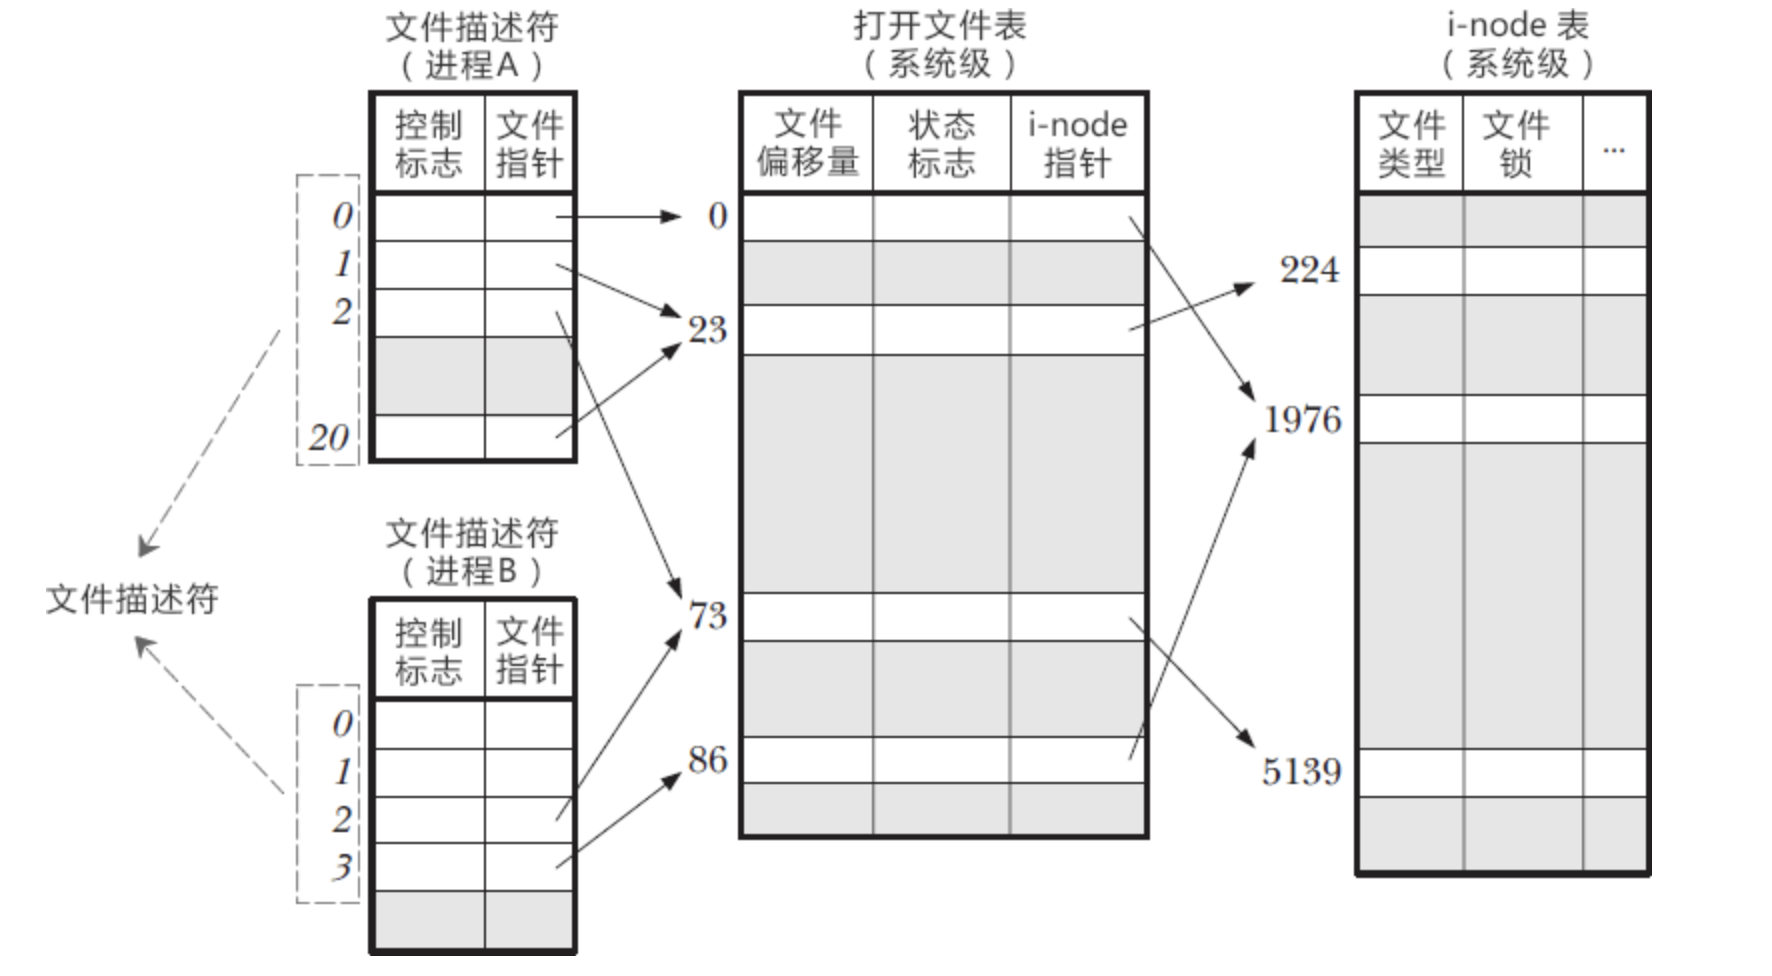 文件描述符
（进程A）
控制
标志
文件
指针
0
1
2
20
文件描述符
文件描述符
（进程B）
控制
标志
文件
指针
0
1
2
3
打开文件表
（系统级）
文件
偏移量
状态
标志
i-node
指针
0
23
73
86
i-node 表
（系统级）
文件
类型
文件
锁
...
224
1976
5139